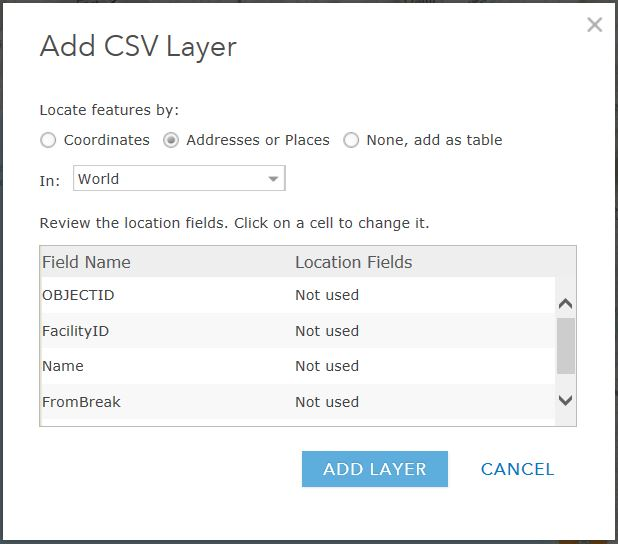 Add CSV Layer
Locate features by:
Coordinates Addresses or Places None, add as table
In: World
Review the location fields. Click on a cell to change it.
Field Name Location Fields
OBJECTID Not used
FacilityID Not used
Name Not used
FromBreak Not used
ADD LAYER CANCEL